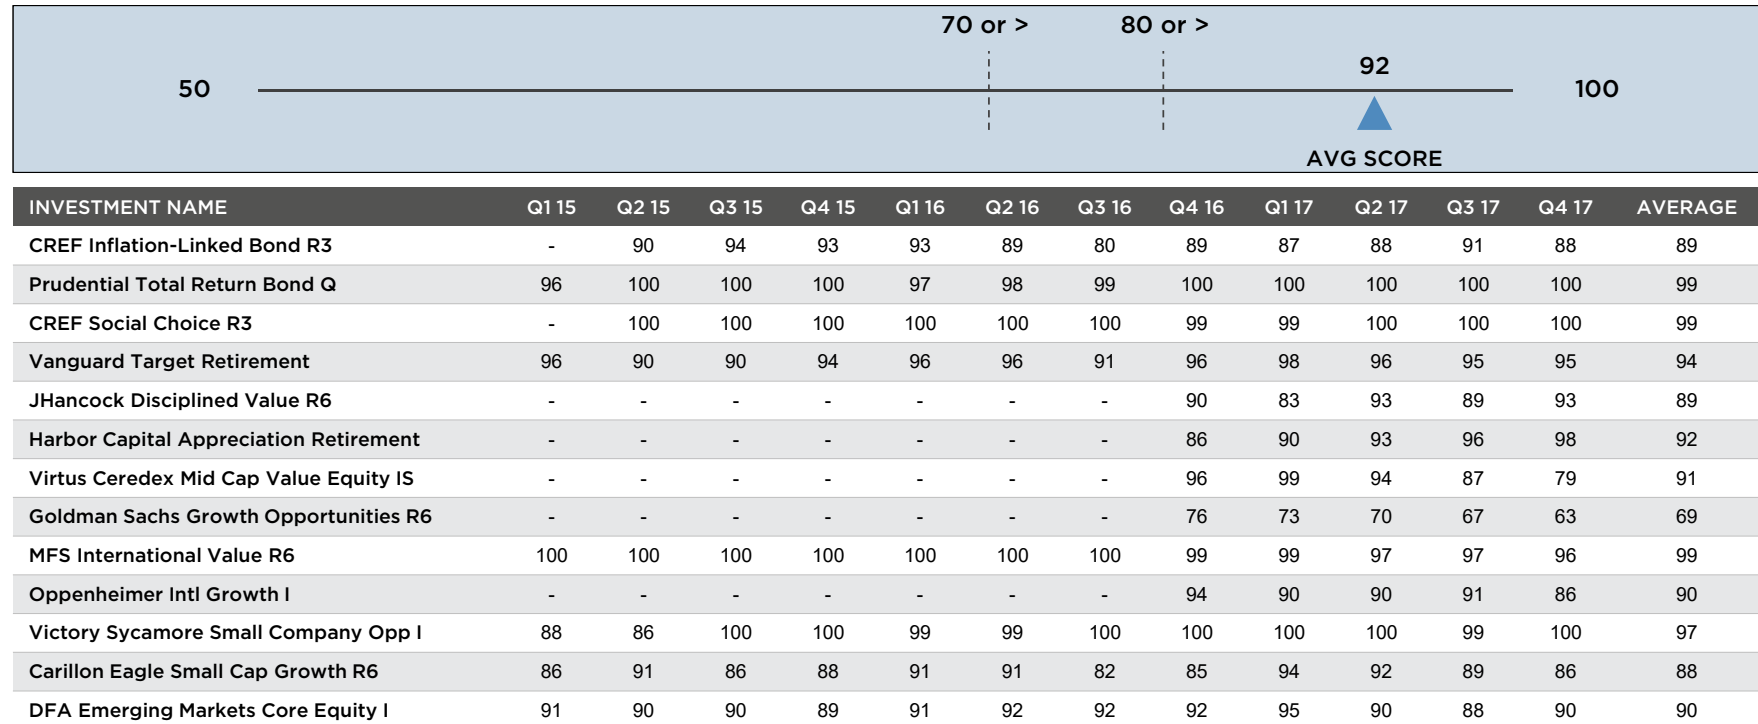 70 or > 80 or >
92
50 100
AVG SCORE
INVESTMENT NAME Q1 15 Q2 15 Q3 15 Q4 15 Q1 16 Q2 16 Q3 16 Q4 16 Q1 17 Q2 17 Q3 17 Q4 17 AVERAGE
CREF Inflation-Linked Bond R3 - 90 94 93 93 89 80 89 87 88 91 88 89
Prudential Total Return Bond Q 96 100 100 100 97 98 99 100 100 100 100 100 99
CREF Social Choice R3 - 100 100 100 100 100 100 99 99 100 100 100 99
Vanguard Target Retirement 96 90 90 94 96 96 91 96 98 96 95 95 94
JHancock Disciplined Value R6 - - - - - - - 90 83 93 89 93 89
Harbor Capital Appreciation Retirement - - - - - - - 86 90 93 96 98 92
Virtus Ceredex Mid Cap Value Equity IS - - - - - - - 96 99 94 87 79 91
Goldman Sachs Growth Opportunities R6 - - - - - - - 76 73 70 67 63 69
MFS International Value R6 100 100 100 100 100 100 100 99 99 97 97 96 99
Oppenheimer Intl Growth I - - - - - - - 94 90 90 91 86 90
Victory Sycamore Small Company Opp I 88 86 100 100 99 99 100 100 100 100 99 100 97
Carillon Eagle Small Cap Growth R6 86 91 86 88 91 91 82 85 94 92 89 86 88
DFA Emerging Markets Core Equity I 91 90 90 89 91 92 92 92 95 90 88 90 90